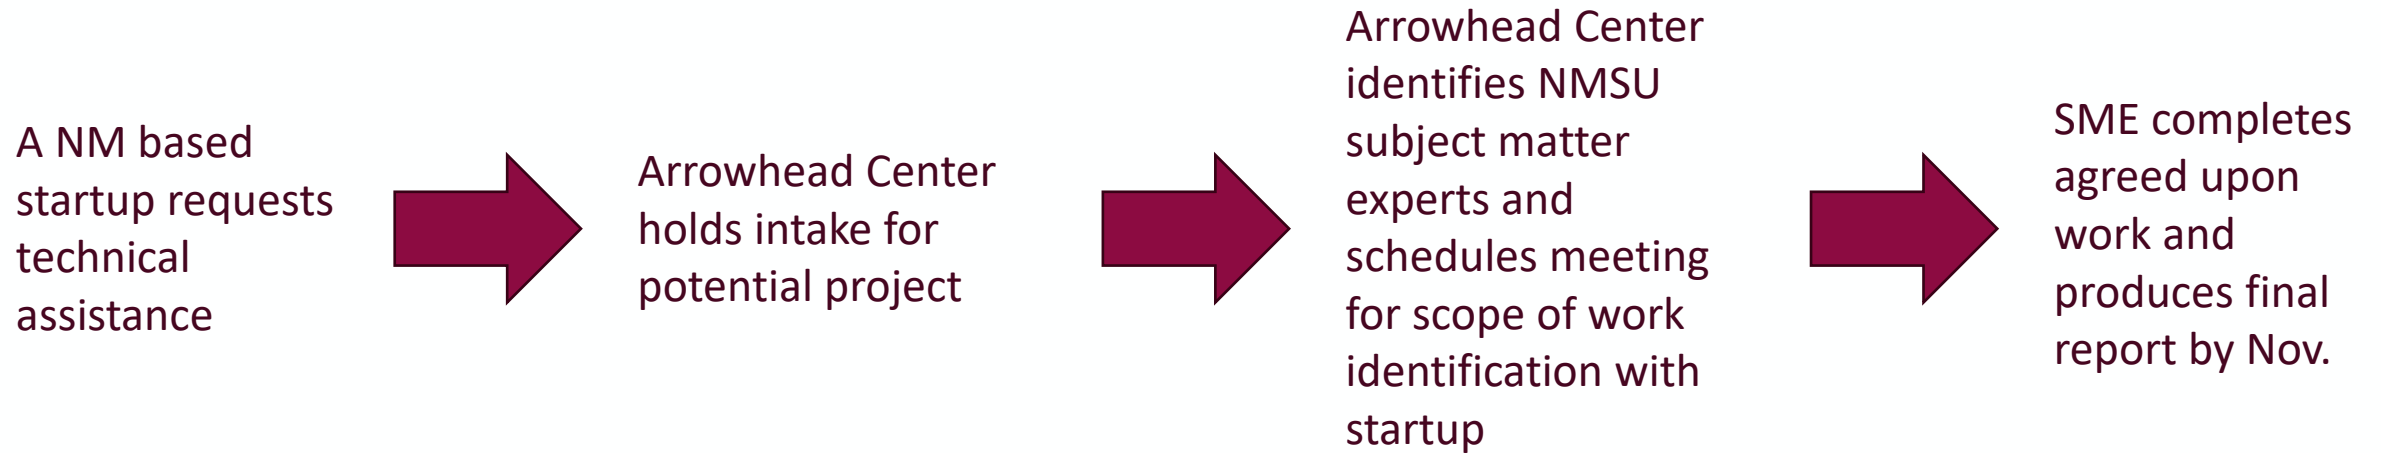 A NM based
startup requests
technical
assistance
Arrowhead Center
holds intake for
potential project
Arrowhead Center
identifies NMSU
subject matter
experts and
schedules meeting
for scope of work
identification with
startup
SME completes
agreed upon
work and
produces final
report by Nov.